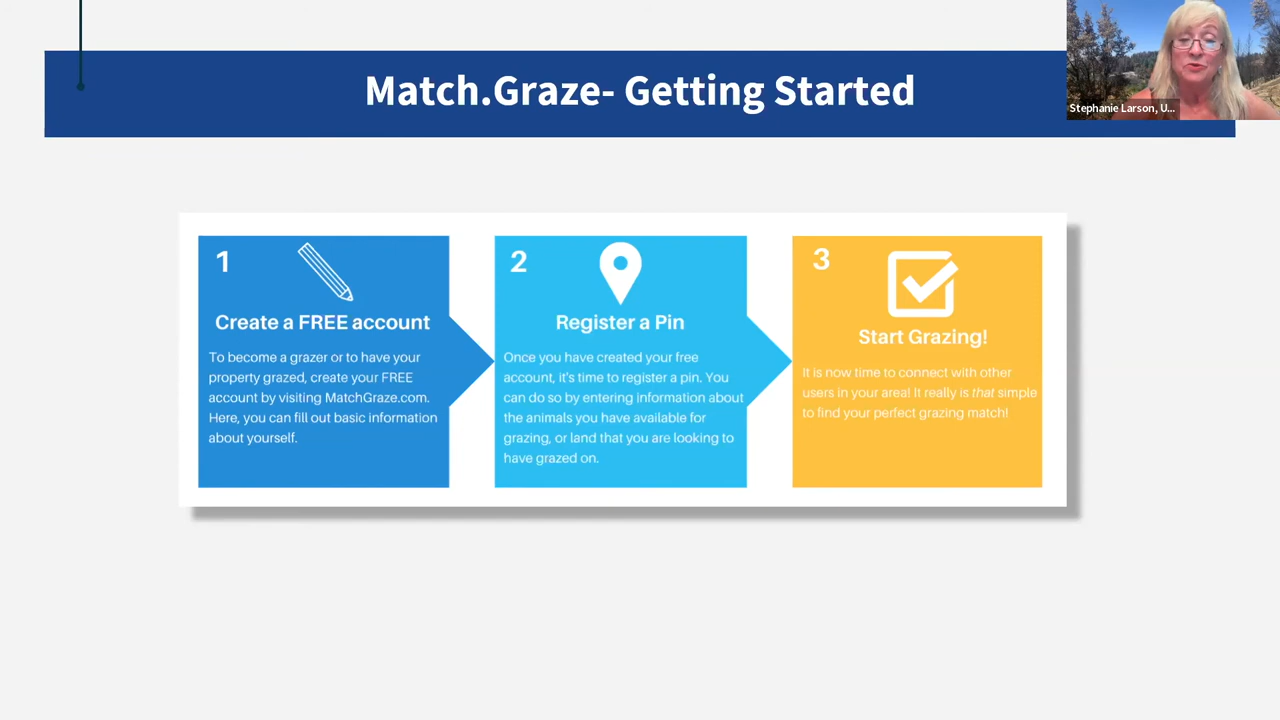 Match.Graze- Getting Started
Stephanie Larson, U...
1
Create a FREE account
To become a grazer or to have your
property grazed, create your FREE
account by visiting MatchGraze.com.
Here, you can fill out basic information
about yourself.
2
Register a Pin
Once you have created your free
account, it's time to register a pin. You
can do so by entering information about
the animals you have available for
grazing, or land that you are looking to
have grazed on.
3
Start Grazing!
It is now time to connect with other
users in your area! It really is that simple
to find your perfect grazing match!